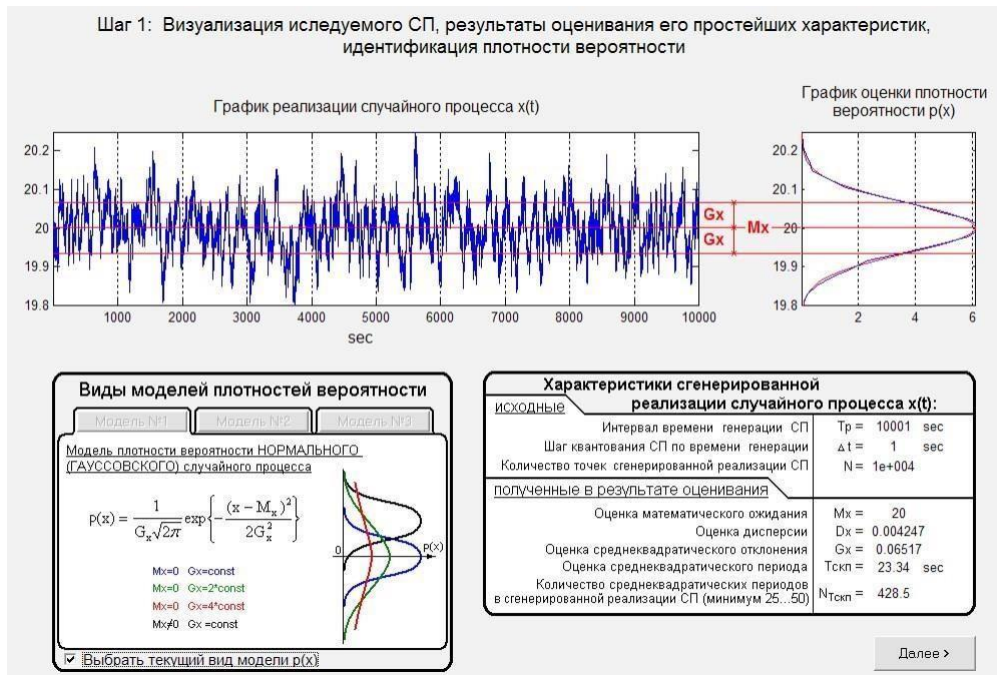 Шаг 1: Визуализация иследуемого СП, результаты оценивания его простейших характеристик,
идентификация плотности вероятности
График реализации случайного процесса x(t)
20.2
20.1
20
19.9
19.8
1000 2000 3000 4000 5000 6000 7000 8000 9000 10000
sec
Gx
Mx
Gx
График оценки плотности
вероятности p(x)
20.2
20.1
20
19.9
19.8
2 4 6
Виды моделей плотностей вероятности
Модель №1 Модель №2 Модель №3
Модель плотности вероятности НОРМАЛЬНОГО
(ГАУССОВСКОГО) случайного процесса
p(x) = 1 / (Gₓ√2π) exp{ − (x − Mₓ)² / 2Gₓ² }
Mx=0 Gx=const
Mx=0 Gx=2*const
Mx=0 Gx=4*const
Mx≠0 Gx =const
0
p(x)
Выбрать текущий вид модели p(x)
Характеристики сгенерированной
реализации случайного процесса x(t):
исходные
Интервал времени генерации СП Тр = 10001 sec
Шаг квантования СП по времени генерации Δt = 1 sec
Количество точек сгенерированной реализации СП N = 1e+004
полученные в результате оценивания
Оценка математического ожидания Mx = 20
Оценка дисперсии Dx = 0.004247
Оценка среднеквадратического отклонения Gx = 0.06517
Оценка среднеквадратического периода Тскп = 23.34 sec
Количество среднеквадратических периодов
в сгенерированной реализации СП (минимум 25...50) NТскп = 428.5
Далее >